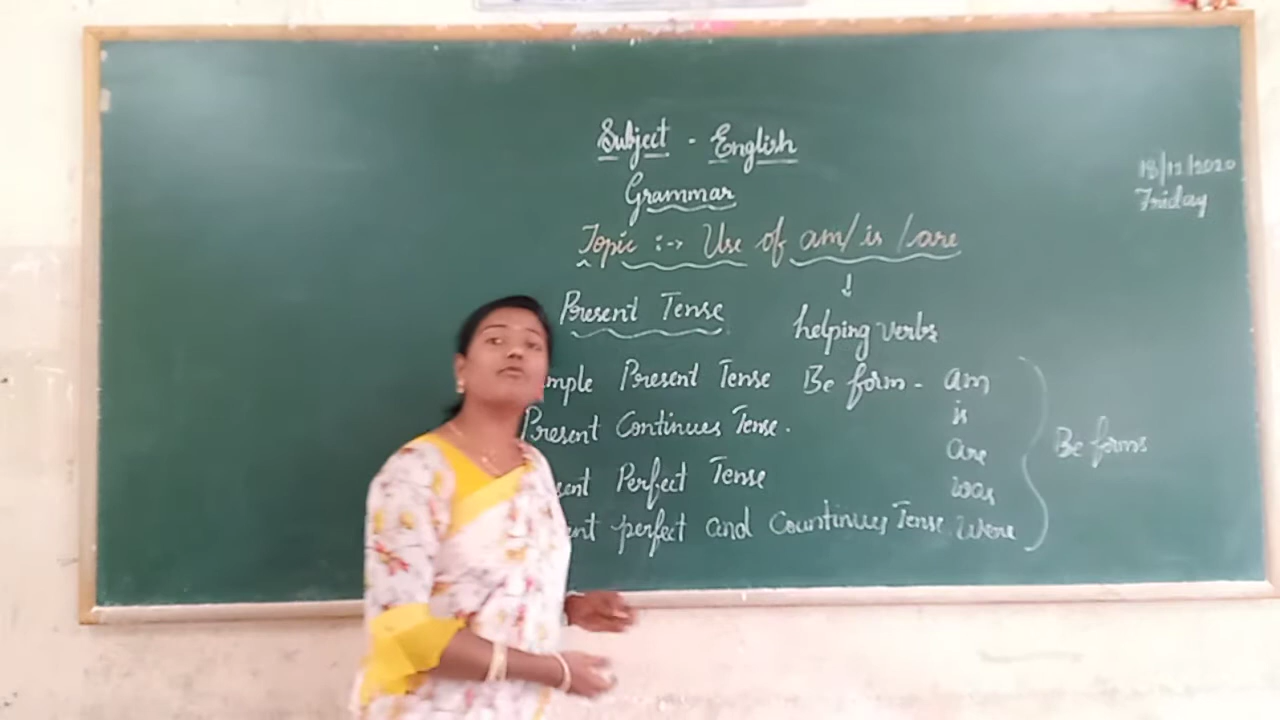 Subject - English
18/12/2020
Friday
Grammar
Topic :-> Use of am/is/are
Present Tense
helping verbs
Present Tense Be form - am
Present Continues Tense.
is
are
Be forms
Perfect Tense
was
perfect and Countinues Tense were